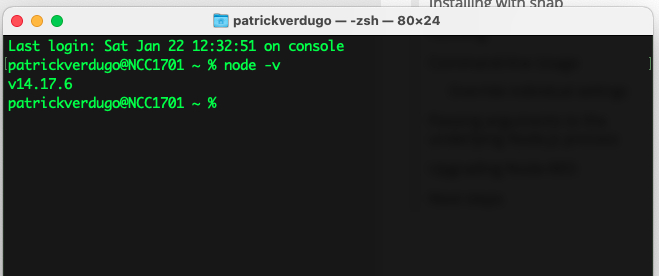 Installing with snap
patrickverdugo — -zsh — 80×24
Last login: Sat Jan 22 12:32:51 on console
[patrickverdugo@NCC1701 ~ % node -v ]
v14.17.6
patrickverdugo@NCC1701 ~ %